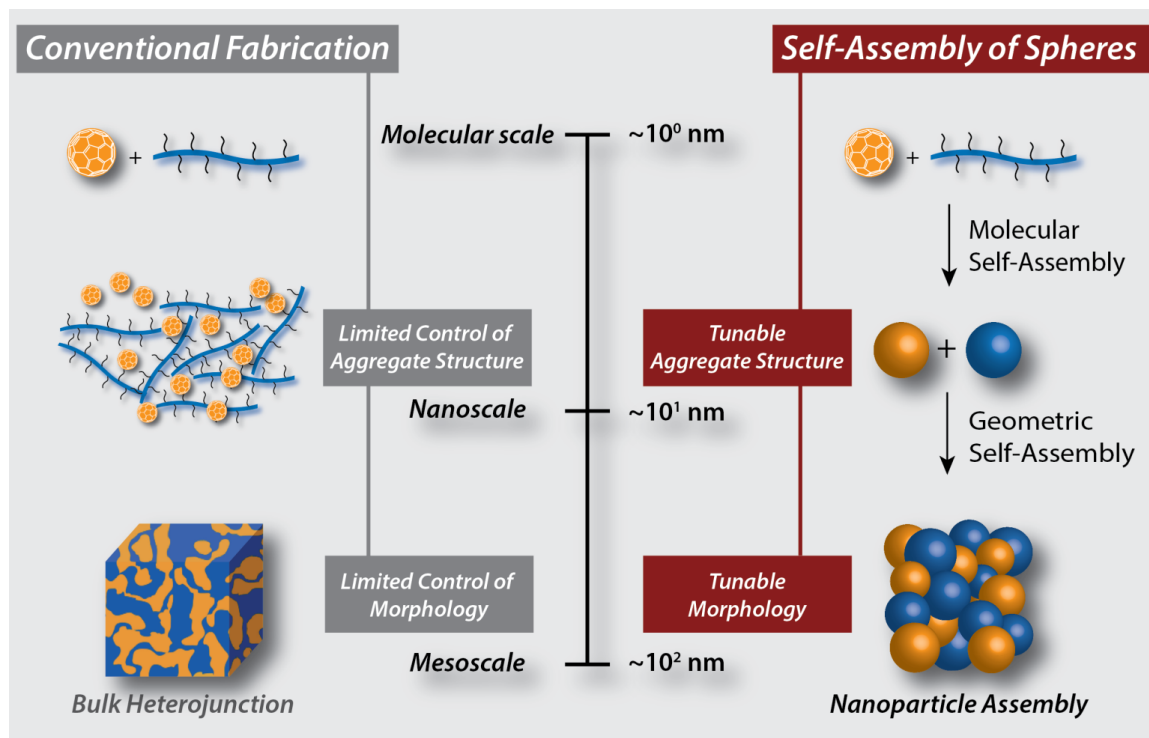 Conventional Fabrication
Self-Assembly of Spheres
Molecular scale
~10⁰ nm
+
+
Molecular
Self-Assembly
Limited Control of
Aggregate Structure
Tunable
Aggregate Structure
+
Nanoscale
~10¹ nm
Geometric
Self-Assembly
Limited Control of
Morphology
Tunable
Morphology
Mesoscale
~10² nm
Bulk Heterojunction
Nanoparticle Assembly